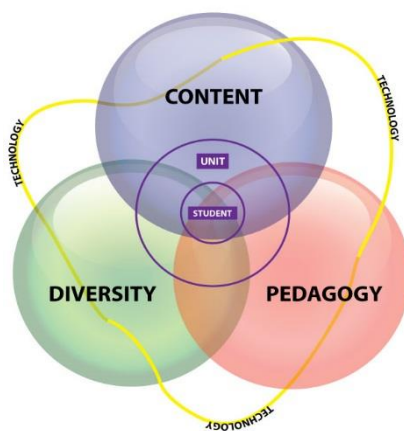 CONTENT
TECHNOLOGY
TECHNOLOGY
UNIT
STUDENT
DIVERSITY
PEDAGOGY
TECHNOLOGY